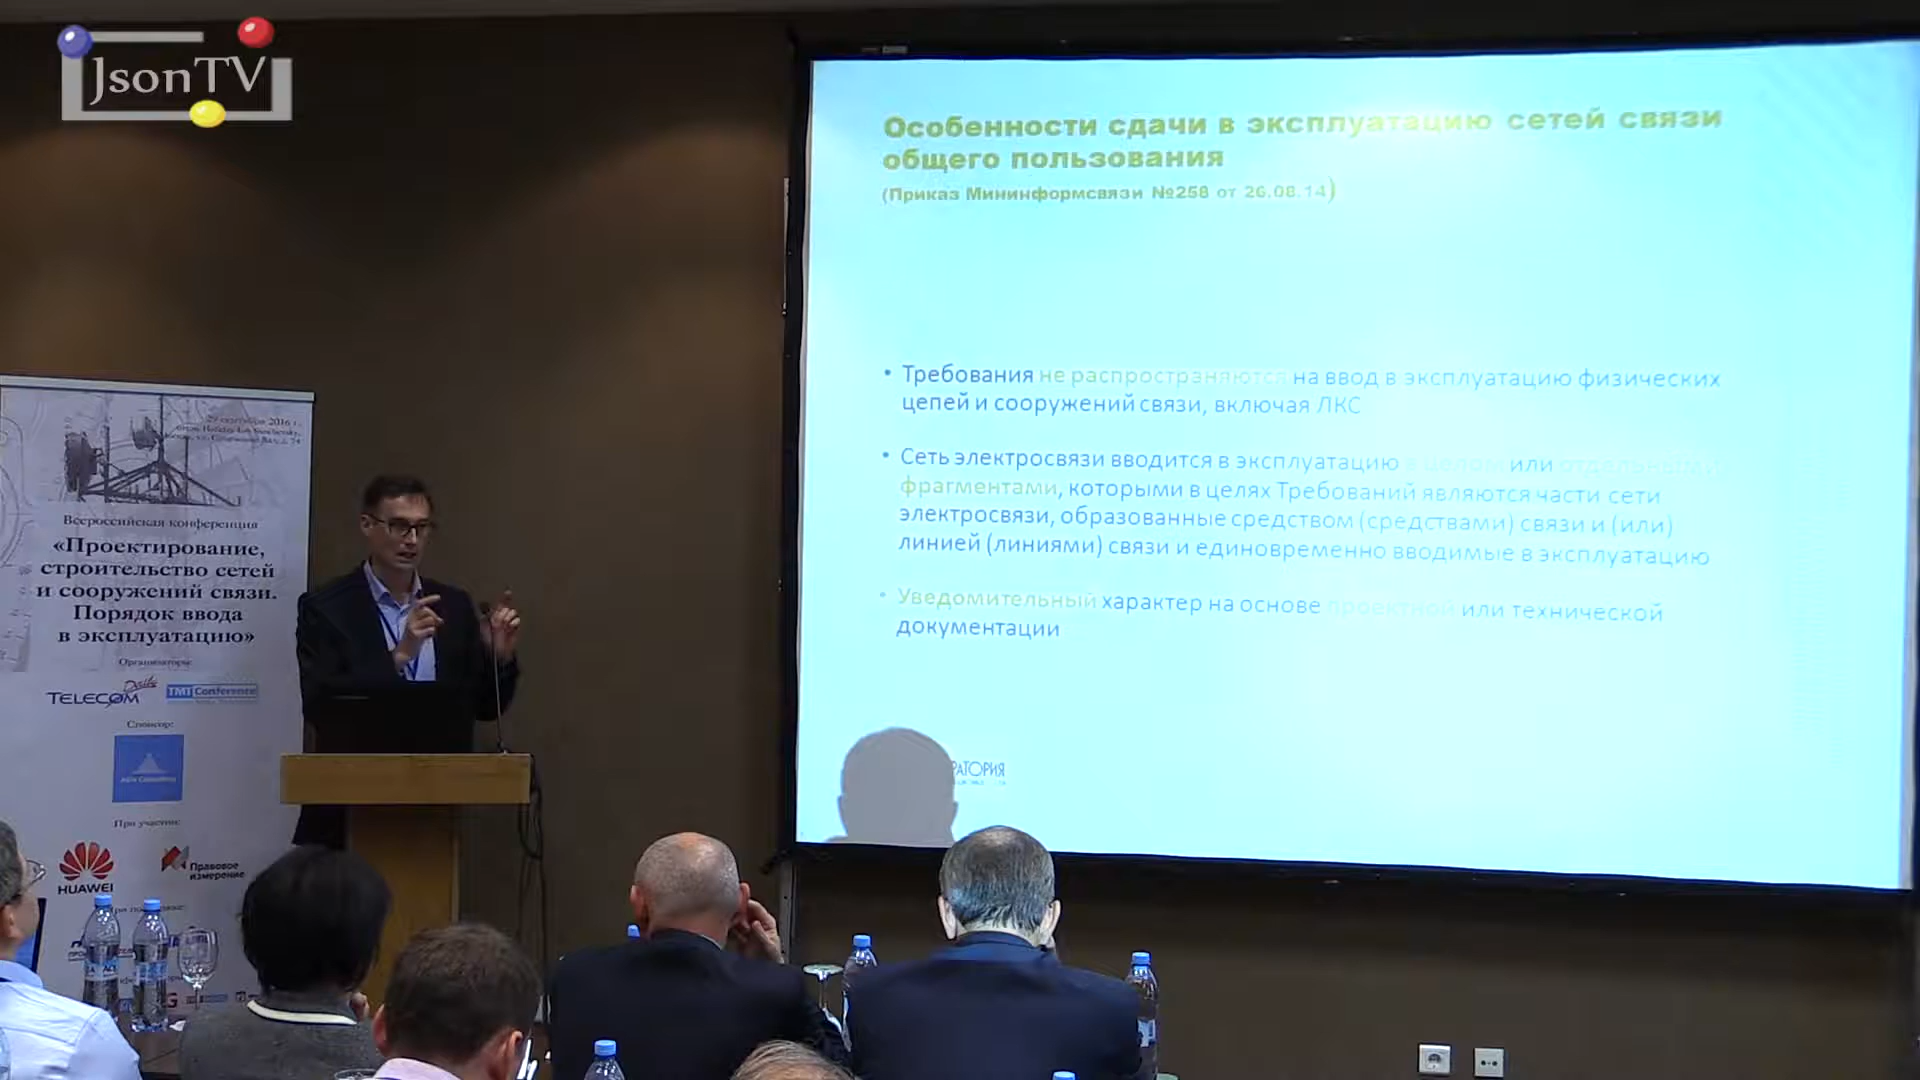 JsonTV
Особенности сдачи в эксплуатацию сетей связи
общего пользования
(Приказ Мининформсвязи №258 от 26.08.14)
• Требования не распространяются на ввод в эксплуатацию физических
цепей и сооружений связи, включая ЛКС
• Сеть электросвязи вводится в эксплуатацию в целом или отдельными
фрагментами, которыми в целях Требований являются части сети
электросвязи, образованные средством (средствами) связи и (или)
линией (линиями) связи и единовременно вводимые в эксплуатацию
• Уведомительный характер на основе проектной или технической
документации
РАТОРИЯ
2016 г.
Всероссийская конференция
«Проектирование,
строительство сетей
и сооружений связи.
Порядок ввода
в эксплуатацию»
Организаторы:
TELECOM Daily
TMT Conference
Спонсор:
При участии:
HUAWEI
Правовое
измерение